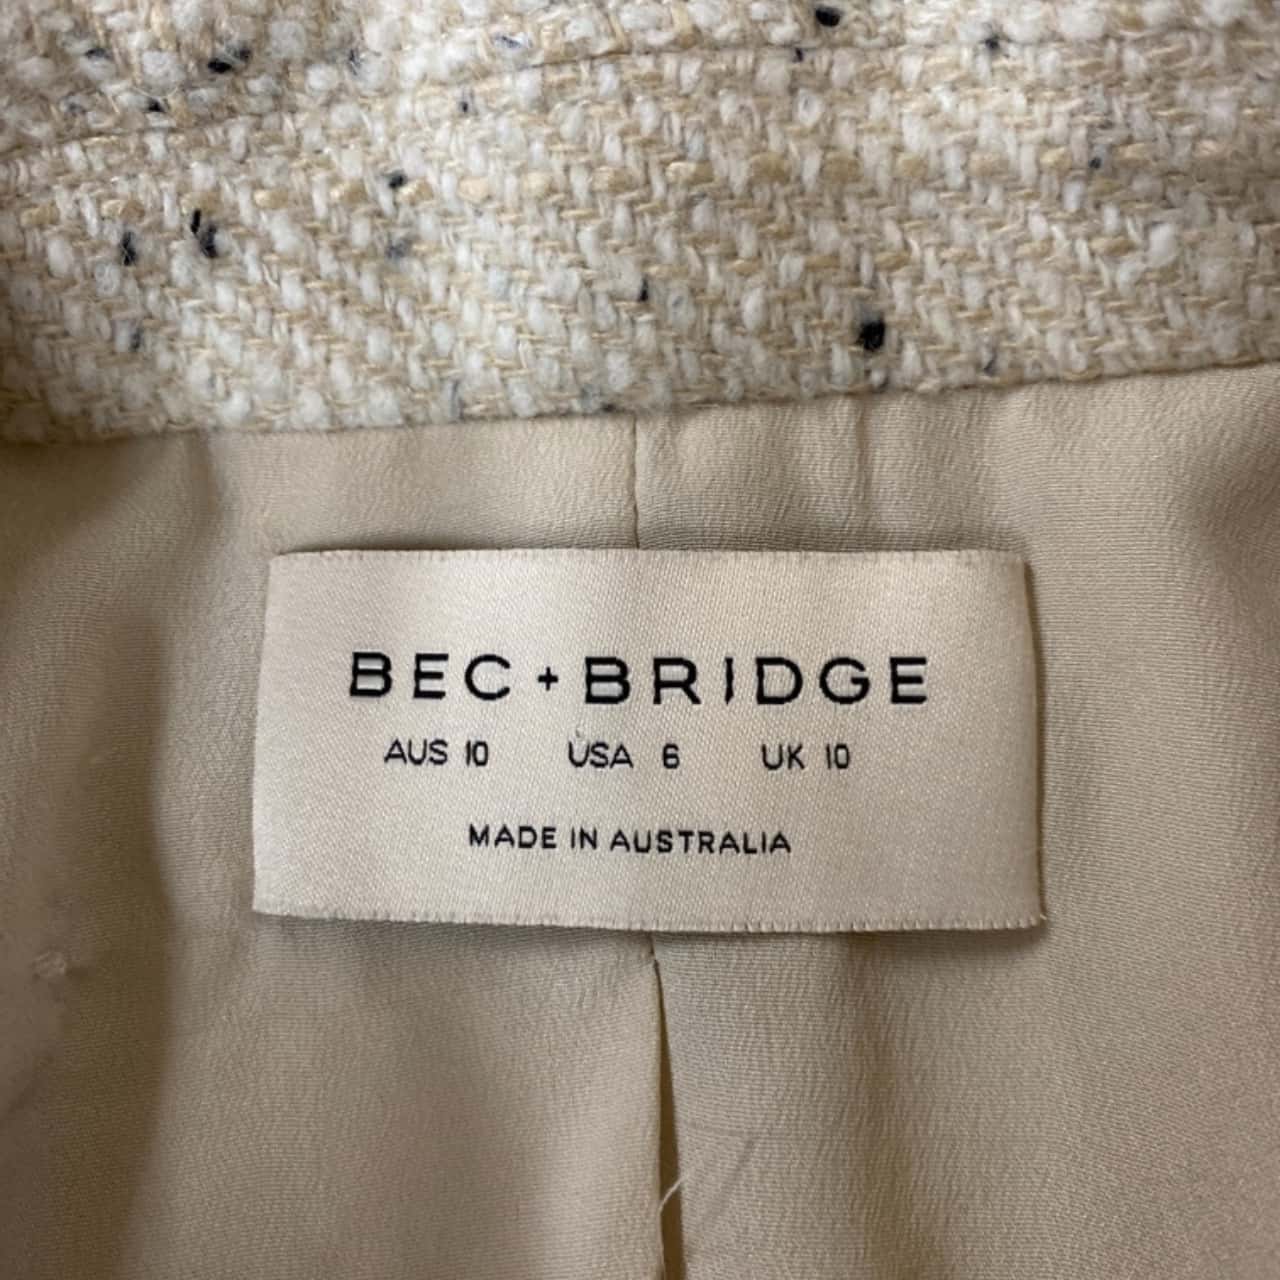 BEC + BRIDGE
AUS 10 USA 6 UK 10
MADE IN AUSTRALIA